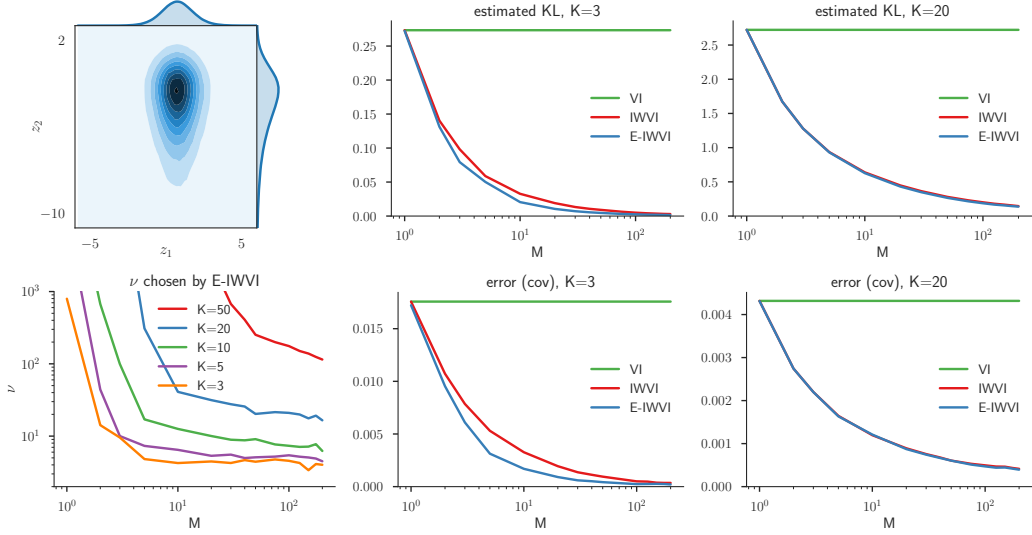 2
z_2
−10
−5
z_1
5
estimated KL, K=3
0.25
0.20
0.15
0.10
0.05
0.00
VI
IWVI
E-IWVI
10^0
10^1
10^2
M
estimated KL, K=20
2.5
2.0
1.5
1.0
0.5
0.0
VI
IWVI
E-IWVI
10^0
10^1
10^2
M
ν chosen by E-IWVI
10^3
10^2
10^1
ν
K=50
K=20
K=10
K=5
K=3
10^0
10^1
10^2
M
error (cov), K=3
0.015
0.010
0.005
0.000
VI
IWVI
E-IWVI
10^0
10^1
10^2
M
error (cov), K=20
0.004
0.003
0.002
0.001
0.000
VI
IWVI
E-IWVI
10^0
10^1
10^2
M